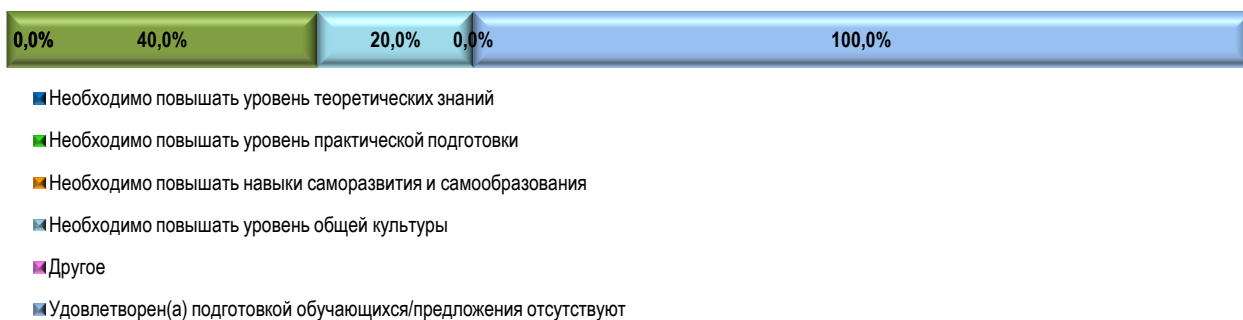 0,0% 40,0% 20,0% 0,0% 100,0%
Необходимо повышать уровень теоретических знаний
Необходимо повышать уровень практической подготовки
Необходимо повышать навыки саморазвития и самообразования
Необходимо повышать уровень общей культуры
Другое
Удовлетворен(а) подготовкой обучающихся/предложения отсутствуют